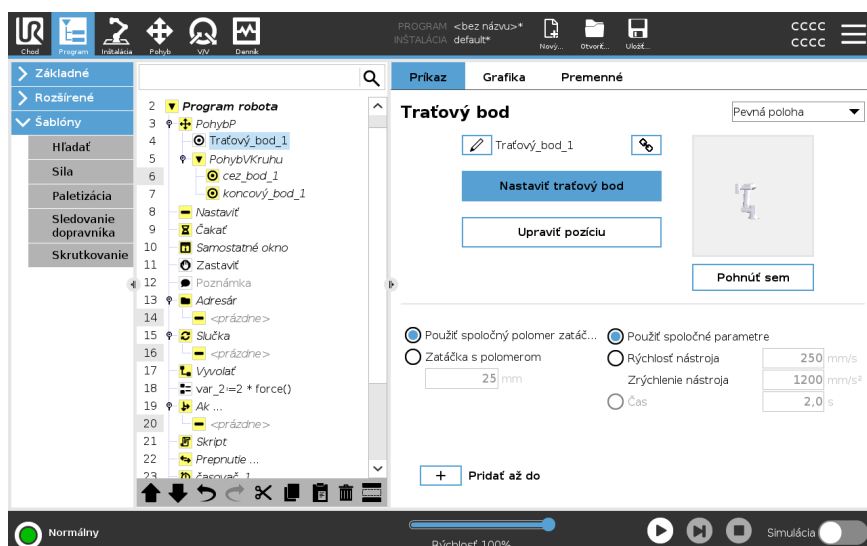 PROGRAM <bez názvu>*
INŠTALÁCIA default*
Chod Program Inštalácia Pohyb V/V Denník
Nový... Otvoriť... Uložiť...
CCCC
CCCC
Základné
Rozšírené
Šablóny
Hľadať
Sila
Paletizácia
Sledovanie
dopravníka
Skrutkovanie
2 Program robota
3 PohybP
4 Traťový_bod_1
5 PohybVKruhu
6 cez_bod_1
7 koncový_bod_1
8 Nastaviť
9 Čakať
10 Samostatné okno
11 Zastaviť
12 Poznámka
13 Adresár
14 <prázdne>
15 Slučka
16 <prázdne>
17 Vyvolať
18 var_2≔2 * force()
19 Ak ...
20 <prázdne>
21 Skript
22 Prepnutie ...
23 časovač_1
Príkaz Grafika Premenné
Traťový bod
Pevná poloha
Traťový_bod_1
Nastaviť traťový bod
Upraviť pozíciu
Pohnúť sem
Použiť spoločný polomer zatáč...
Zatáčka s polomerom
25 mm
Použiť spoločné parametre
Rýchlosť nástroja 250 mm/s
Zrýchlenie nástroja 1200 mm/s²
Čas 2,0 s
+ Pridať až do
Normálny
Rýchlosť 100%
Simulácia